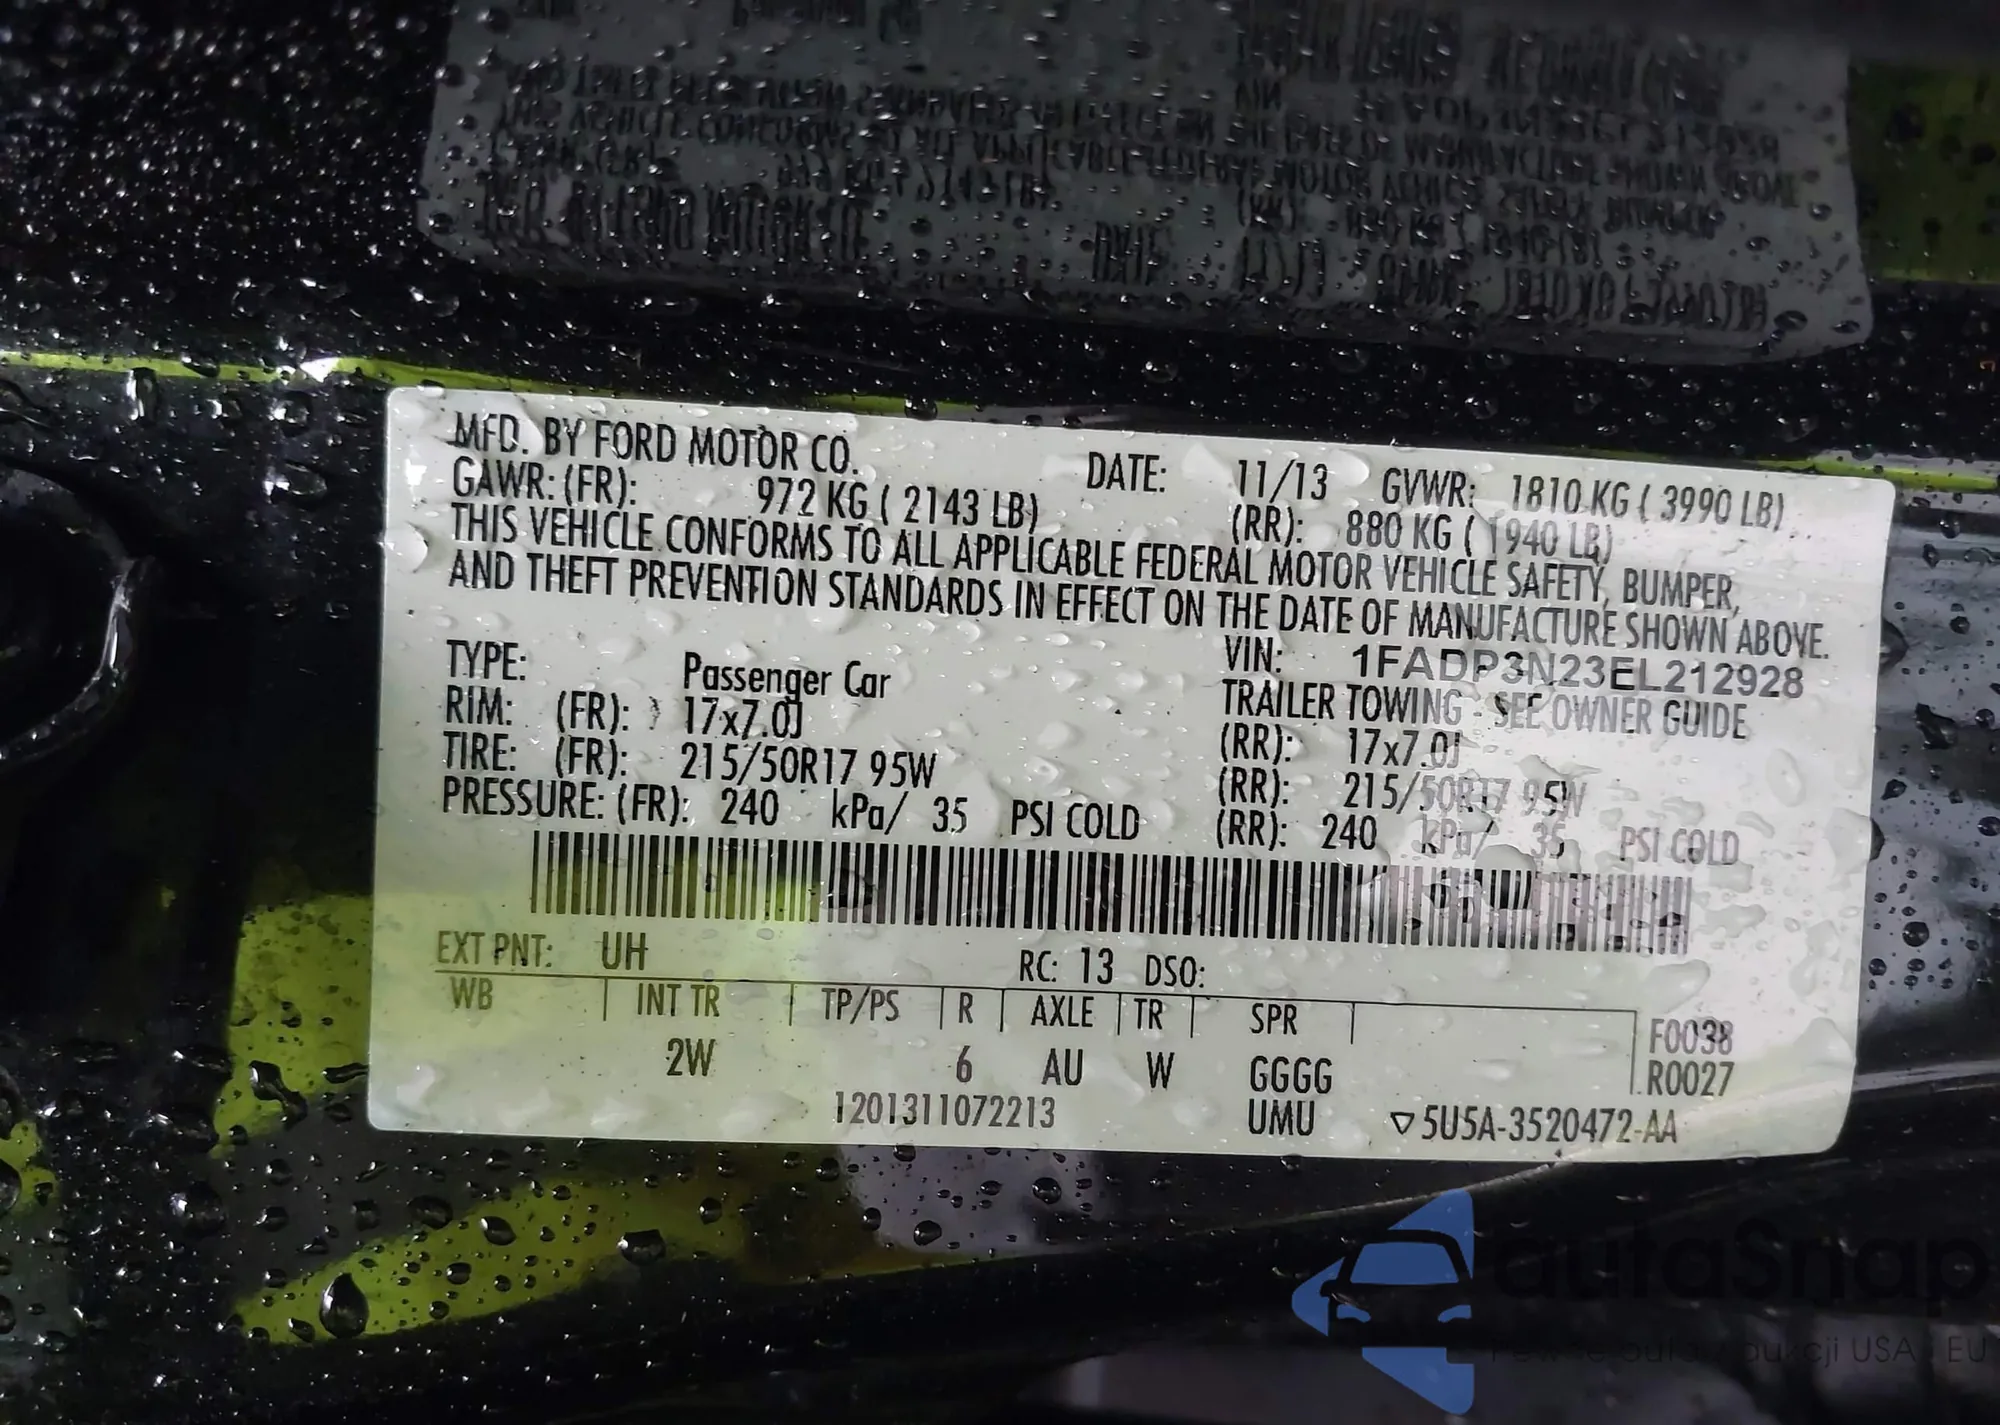 MFD. BY FORD MOTOR CO. DATE: 11/13 GVWR: 1810 KG ( 3990 LB)
GAWR: (FR): 972 KG ( 2143 LB) (RR): 880 KG ( 1940 LB)
THIS VEHICLE CONFORMS TO ALL APPLICABLE FEDERAL MOTOR VEHICLE SAFETY, BUMPER,
AND THEFT PREVENTION STANDARDS IN EFFECT ON THE DATE OF MANUFACTURE SHOWN ABOVE.
VIN: 1FADP3N23EL212928
TYPE: Passenger Car TRAILER TOWING - SEE OWNER GUIDE
RIM: (FR): 17x7.0J (RR): 17x7.0J
TIRE: (FR): 215/50R17 95W (RR): 215/50R17 95W
PRESSURE: (FR): 240 kPa/ 35 PSI COLD (RR): 240 kPa/ 35 PSI COLD
EXT PNT: UH RC: 13 DSO:
WB INT TR TP/PS R AXLE TR SPR F0038
2W 6 AU W GGGG R0027
1201311072213 UMU ▽5U5A-3520472-AA
autoSnap
USA EU